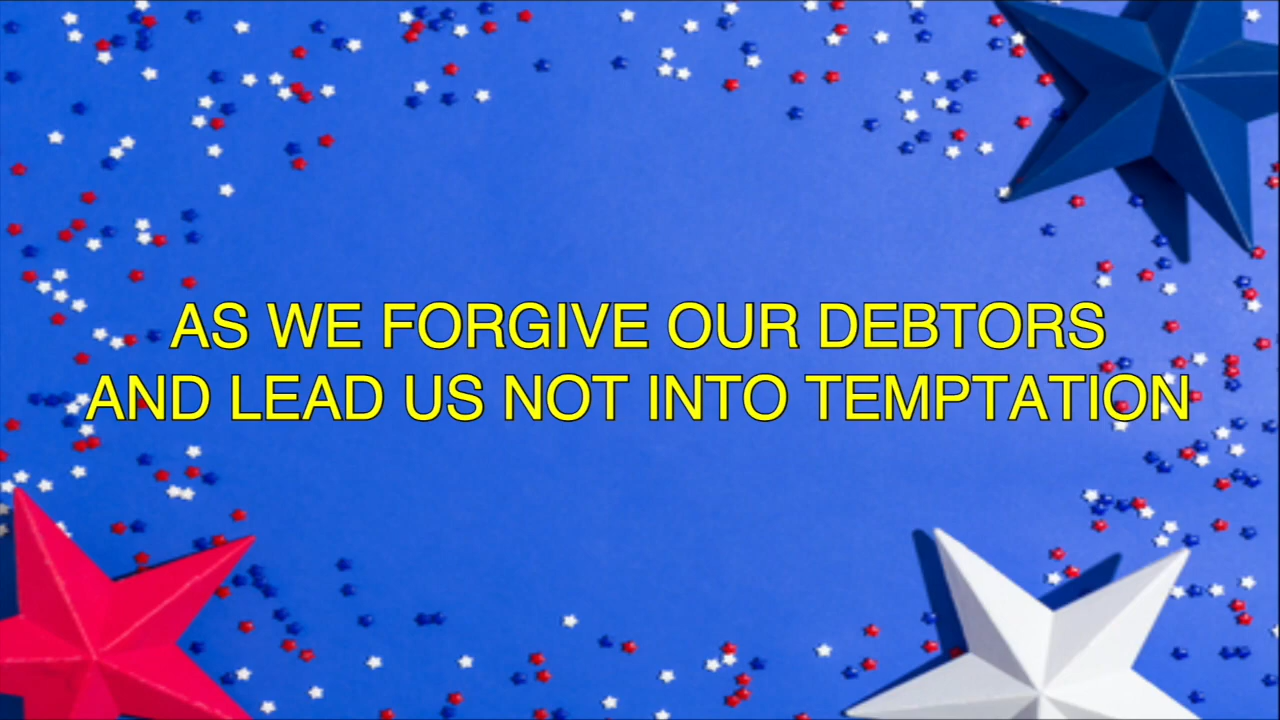 AS WE FORGIVE OUR DEBTORS
AND LEAD US NOT INTO TEMPTATION